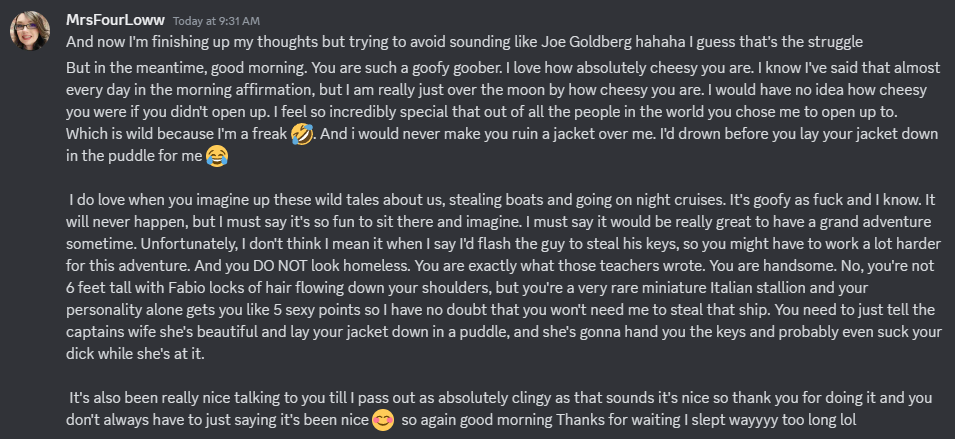 MrsFourLoww Today at 9:31 AM
And now I'm finishing up my thoughts but trying to avoid sounding like Joe Goldberg hahaha I guess that's the struggle
But in the meantime, good morning. You are such a goofy goober. I love how absolutely cheesy you are. I know I've said that almost
every day in the morning affirmation, but I am really just over the moon by how cheesy you are. I would have no idea how cheesy
you were if you didn't open up. I feel so incredibly special that out of all the people in the world you chose me to open up to.
Which is wild because I'm a freak 🤣. And i would never make you ruin a jacket over me. I'd drown before you lay your jacket down
in the puddle for me 😂
I do love when you imagine up these wild tales about us, stealing boats and going on night cruises. It's goofy as fuck and I know. It
will never happen, but I must say it's so fun to sit there and imagine. I must say it would be really great to have a grand adventure
sometime. Unfortunately, I don't think I mean it when I say I'd flash the guy to steal his keys, so you might have to work a lot harder
for this adventure. And you DO NOT look homeless. You are exactly what those teachers wrote. You are handsome. No, you're not
6 feet tall with Fabio locks of hair flowing down your shoulders, but you're a very rare miniature Italian stallion and your
personality alone gets you like 5 sexy points so I have no doubt that you won't need me to steal that ship. You need to just tell the
captains wife she's beautiful and lay your jacket down in a puddle, and she's gonna hand you the keys and probably even suck your
dick while she's at it.
It's also been really nice talking to you till I pass out as absolutely clingy as that sounds it's nice so thank you for doing it and you
don't always have to just saying it's been nice 😊 so again good morning Thanks for waiting I slept wayyyy too long lol